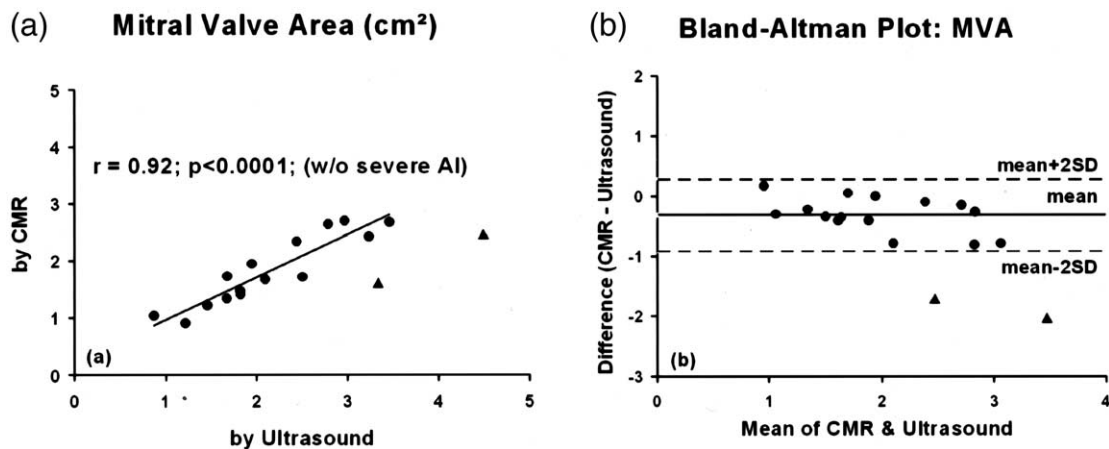 (a) Mitral Valve Area (cm²)
5
4
3
2
1
0
by CMR
r = 0.92; p<0.0001; (w/o severe AI)
(a)
0 1 2 3 4 5
by Ultrasound
(b) Bland-Altman Plot: MVA
2
1
0
-1
-2
-3
Difference (CMR - Ultrasound)
mean+2SD
mean
mean-2SD
(b)
0 1 2 3 4
Mean of CMR & Ultrasound